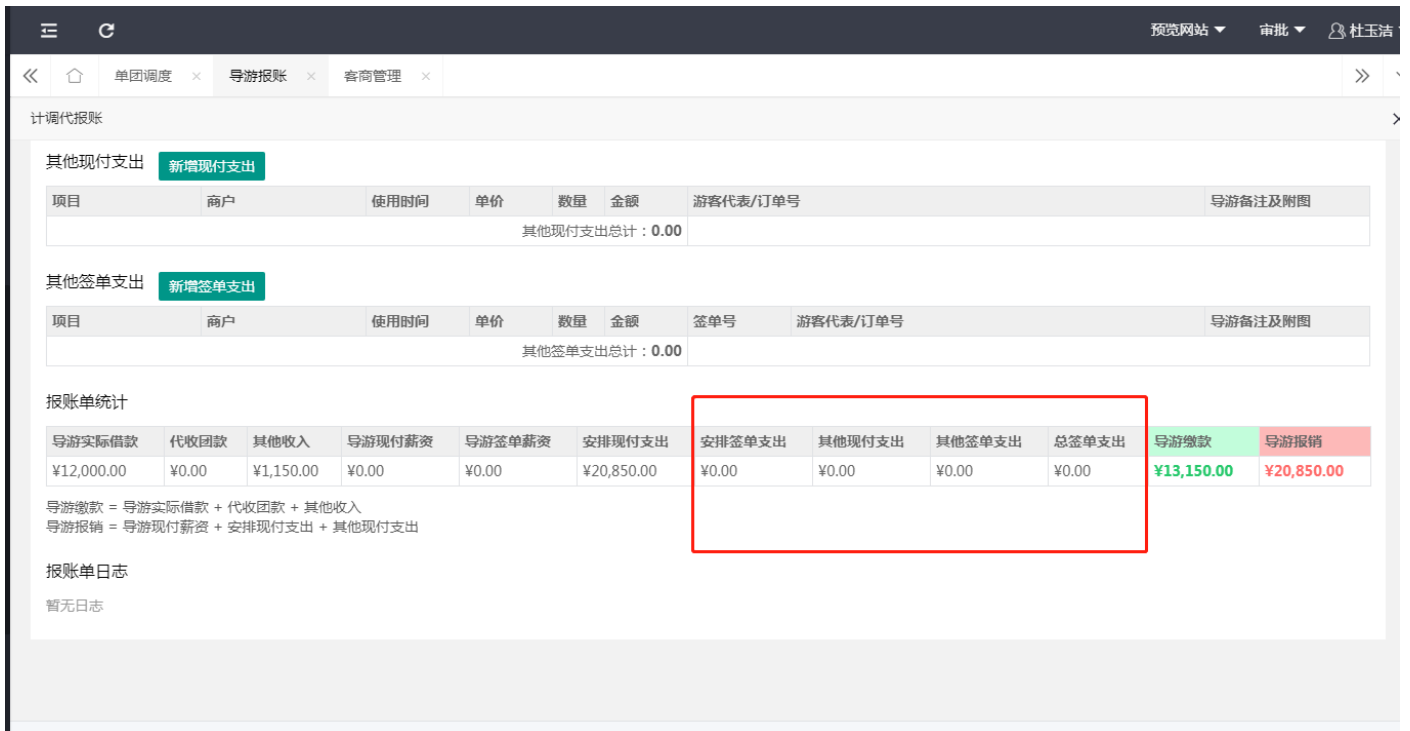 预览网站 审批 杜玉洁
单团调度 导游报账 客商管理
计调代报账
其他现付支出 新增现付支出
项目 商户 使用时间 单价 数量 金额 游客代表/订单号 导游备注及附图
其他现付支出总计：0.00
其他签单支出 新增签单支出
项目 商户 使用时间 单价 数量 金额 签单号 游客代表/订单号 导游备注及附图
其他签单支出总计：0.00
报账单统计
导游实际借款 代收团款 其他收入 导游现付薪资 导游签单薪资 安排现付支出 安排签单支出 其他现付支出 其他签单支出 总签单支出 导游缴款 导游报销
¥12,000.00 ¥0.00 ¥1,150.00 ¥0.00 ¥0.00 ¥20,850.00 ¥0.00 ¥0.00 ¥0.00 ¥0.00 ¥13,150.00 ¥20,850.00
导游缴款 = 导游实际借款 + 代收团款 + 其他收入
导游报销 = 导游现付薪资 + 安排现付支出 + 其他现付支出
报账单日志
暂无日志